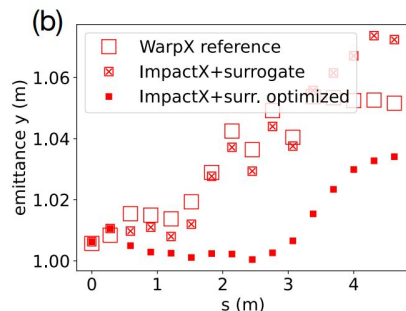 (b)
WarpX reference
ImpactX+surrogate
ImpactX+surr. optimized
emittance y (m)
1.06
1.04
1.02
1.00
0 1 2 3 4
s (m)